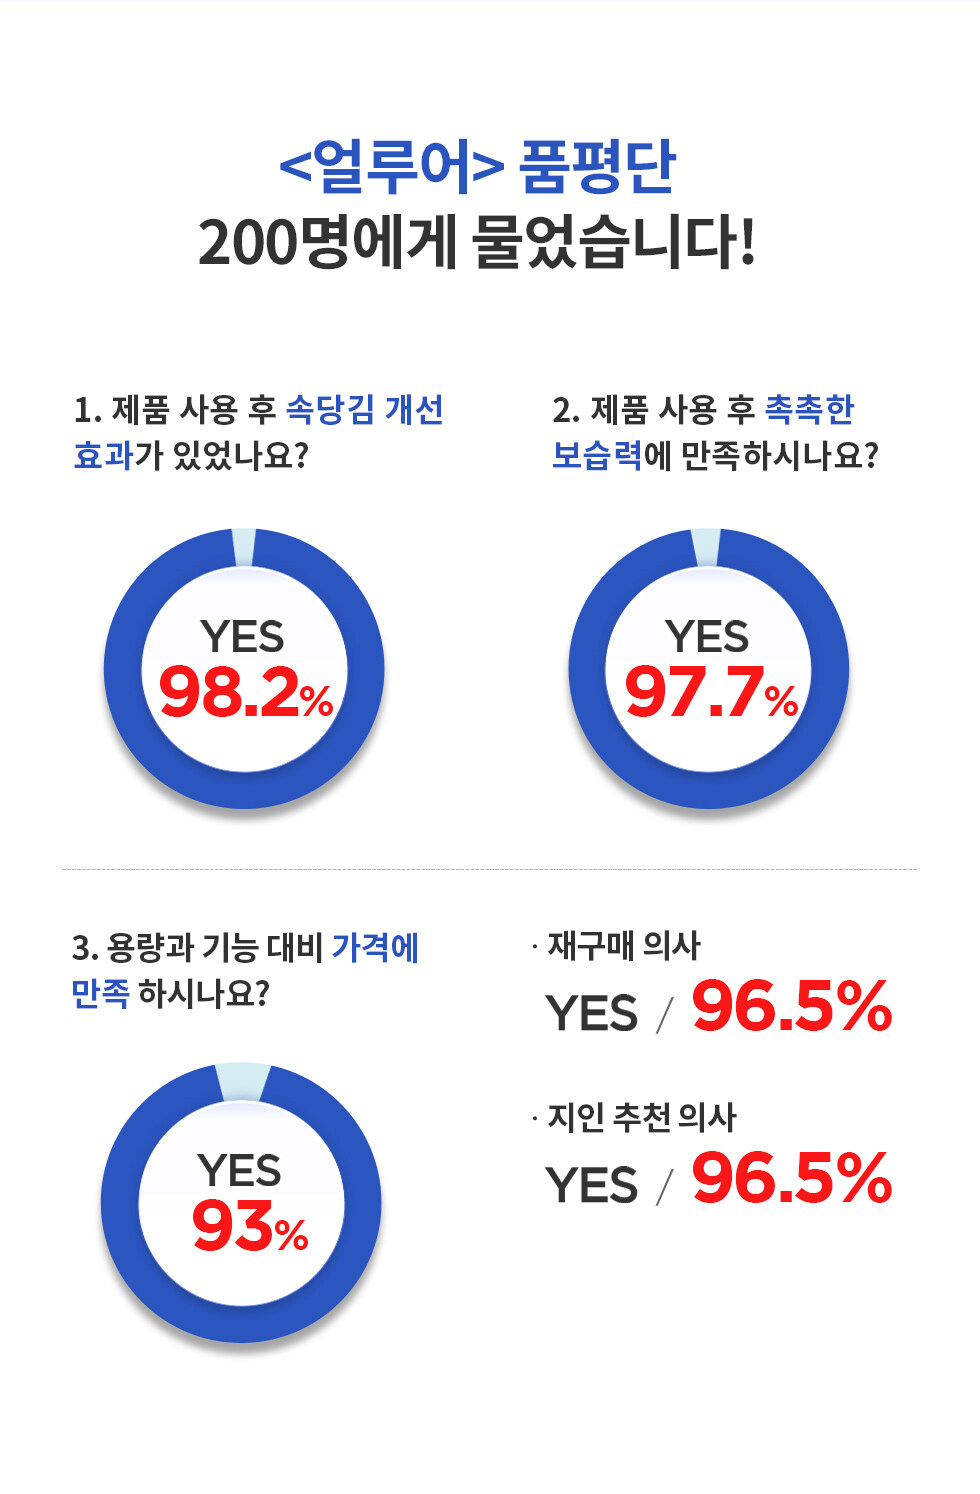 <얼루어> 품평단
200명에게 물었습니다!
1. 제품 사용 후 속당김 개선
효과가 있었나요?
YES
98.2%
2. 제품 사용 후 촉촉한
보습력에 만족하시나요?
YES
97.7%
3. 용량과 기능 대비 가격에
만족 하시나요?
YES
93%
· 재구매 의사
YES / 96.5%
· 지인 추천 의사
YES / 96.5%